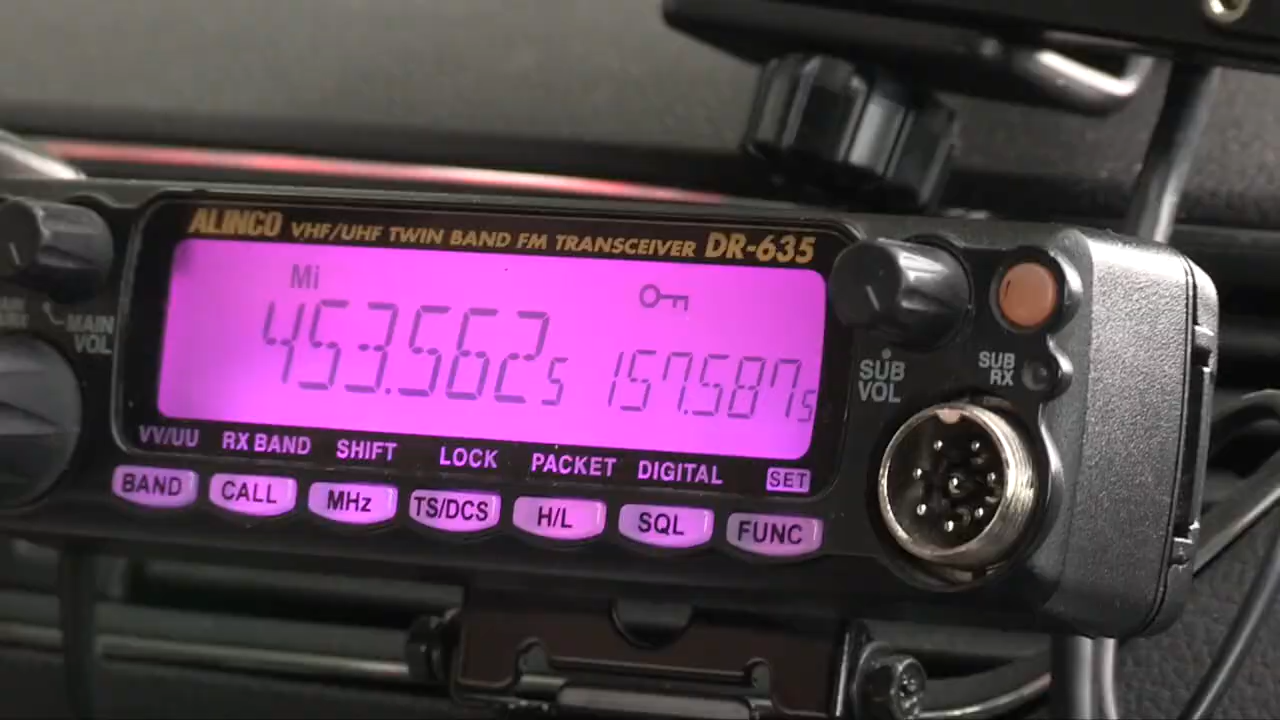 ALINCO VHF/UHF TWIN BAND FM TRANSCEIVER DR-635
Mi
453.5625 157.5875
MAIN VOL
SUB VOL
SUB RX
VV/UU RX BAND SHIFT LOCK PACKET DIGITAL SET
BAND CALL MHz TS/DCS H/L SQL FUNC